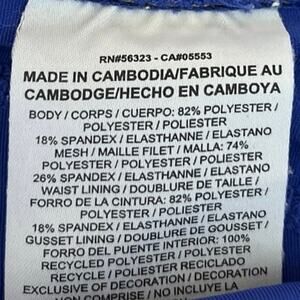 RN#56323 - CA#05553
MADE IN CAMBODIA/FABRIQUE AU
CAMBODGE/HECHO EN CAMBOYA
BODY / CORPS / CUERPO: 82% POLYESTER /
POLYESTER / POLIESTER
18% SPANDEX / ELASTHANNE / ELASTANO
MESH / MAILLE FILET / MALLA: 74%
POLYESTER / POLYESTER / POLIESTER
26% SPANDEX / ELASTHANNE / ELASTANO
WAIST LINING / DOUBLURE DE TAILLE /
FORRO DE LA CINTURA: 82% POLYESTER /
POLYESTER / POLIESTER
18% SPANDEX / ELASTHANNE / ELASTANO
GUSSET LINING / DOUBLURE DE GOUSSET /
FORRO DEL PUENTE INTERIOR: 100%
RECYCLED POLYESTER / POLYESTER
RECYCLE / POLIESTER RECICLADO
EXCLUSIVE OF DECORATION / DECORATION
NON COMPRISE / NO INCLUYE LA